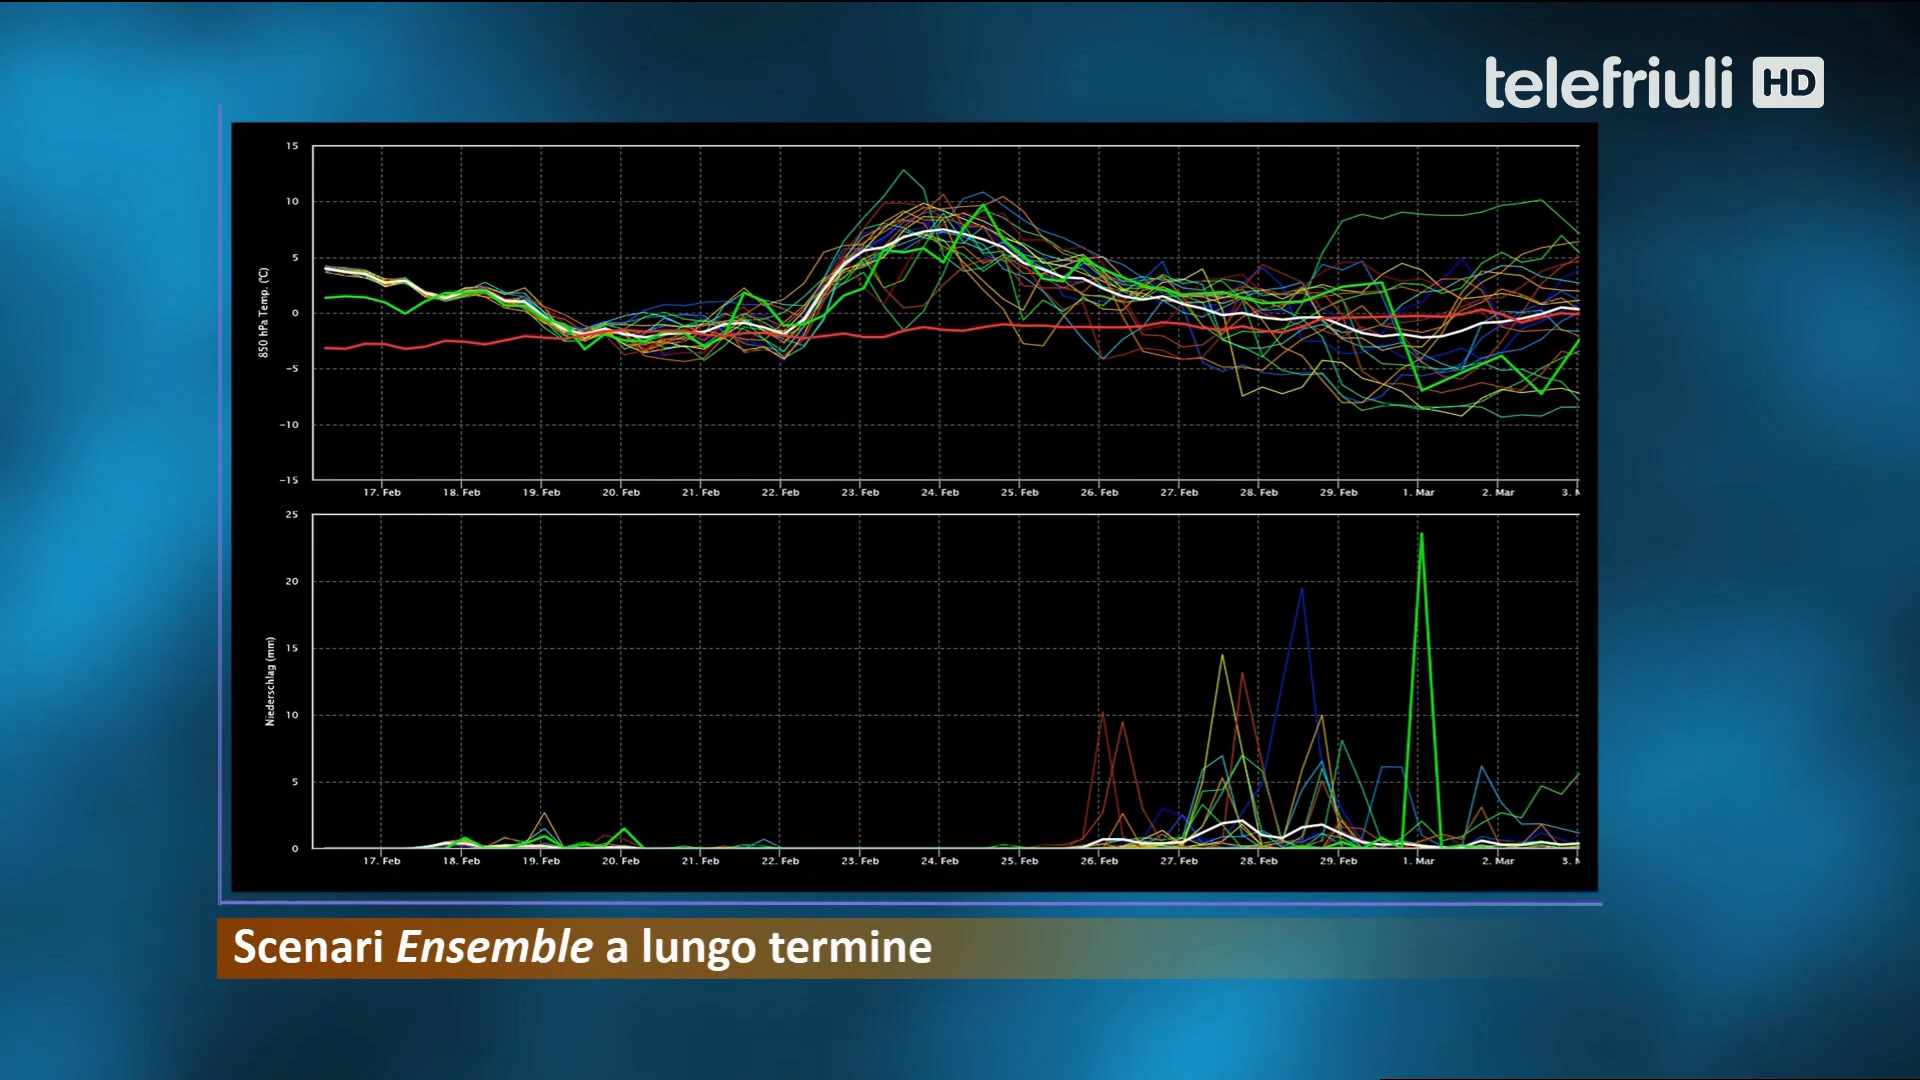 telefriuli HD
15
10
5
0
−5
−10
−15
850 hPa Temp. (°C)
17. Feb 18. Feb 19. Feb 20. Feb 21. Feb 22. Feb 23. Feb 24. Feb 25. Feb 26. Feb 27. Feb 28. Feb 29. Feb 1. Mar 2. Mar 3. M
25
20
15
10
5
0
Niederschlag (mm)
17. Feb 18. Feb 19. Feb 20. Feb 21. Feb 22. Feb 23. Feb 24. Feb 25. Feb 26. Feb 27. Feb 28. Feb 29. Feb 1. Mar 2. Mar 3. M
Scenari Ensemble a lungo termine